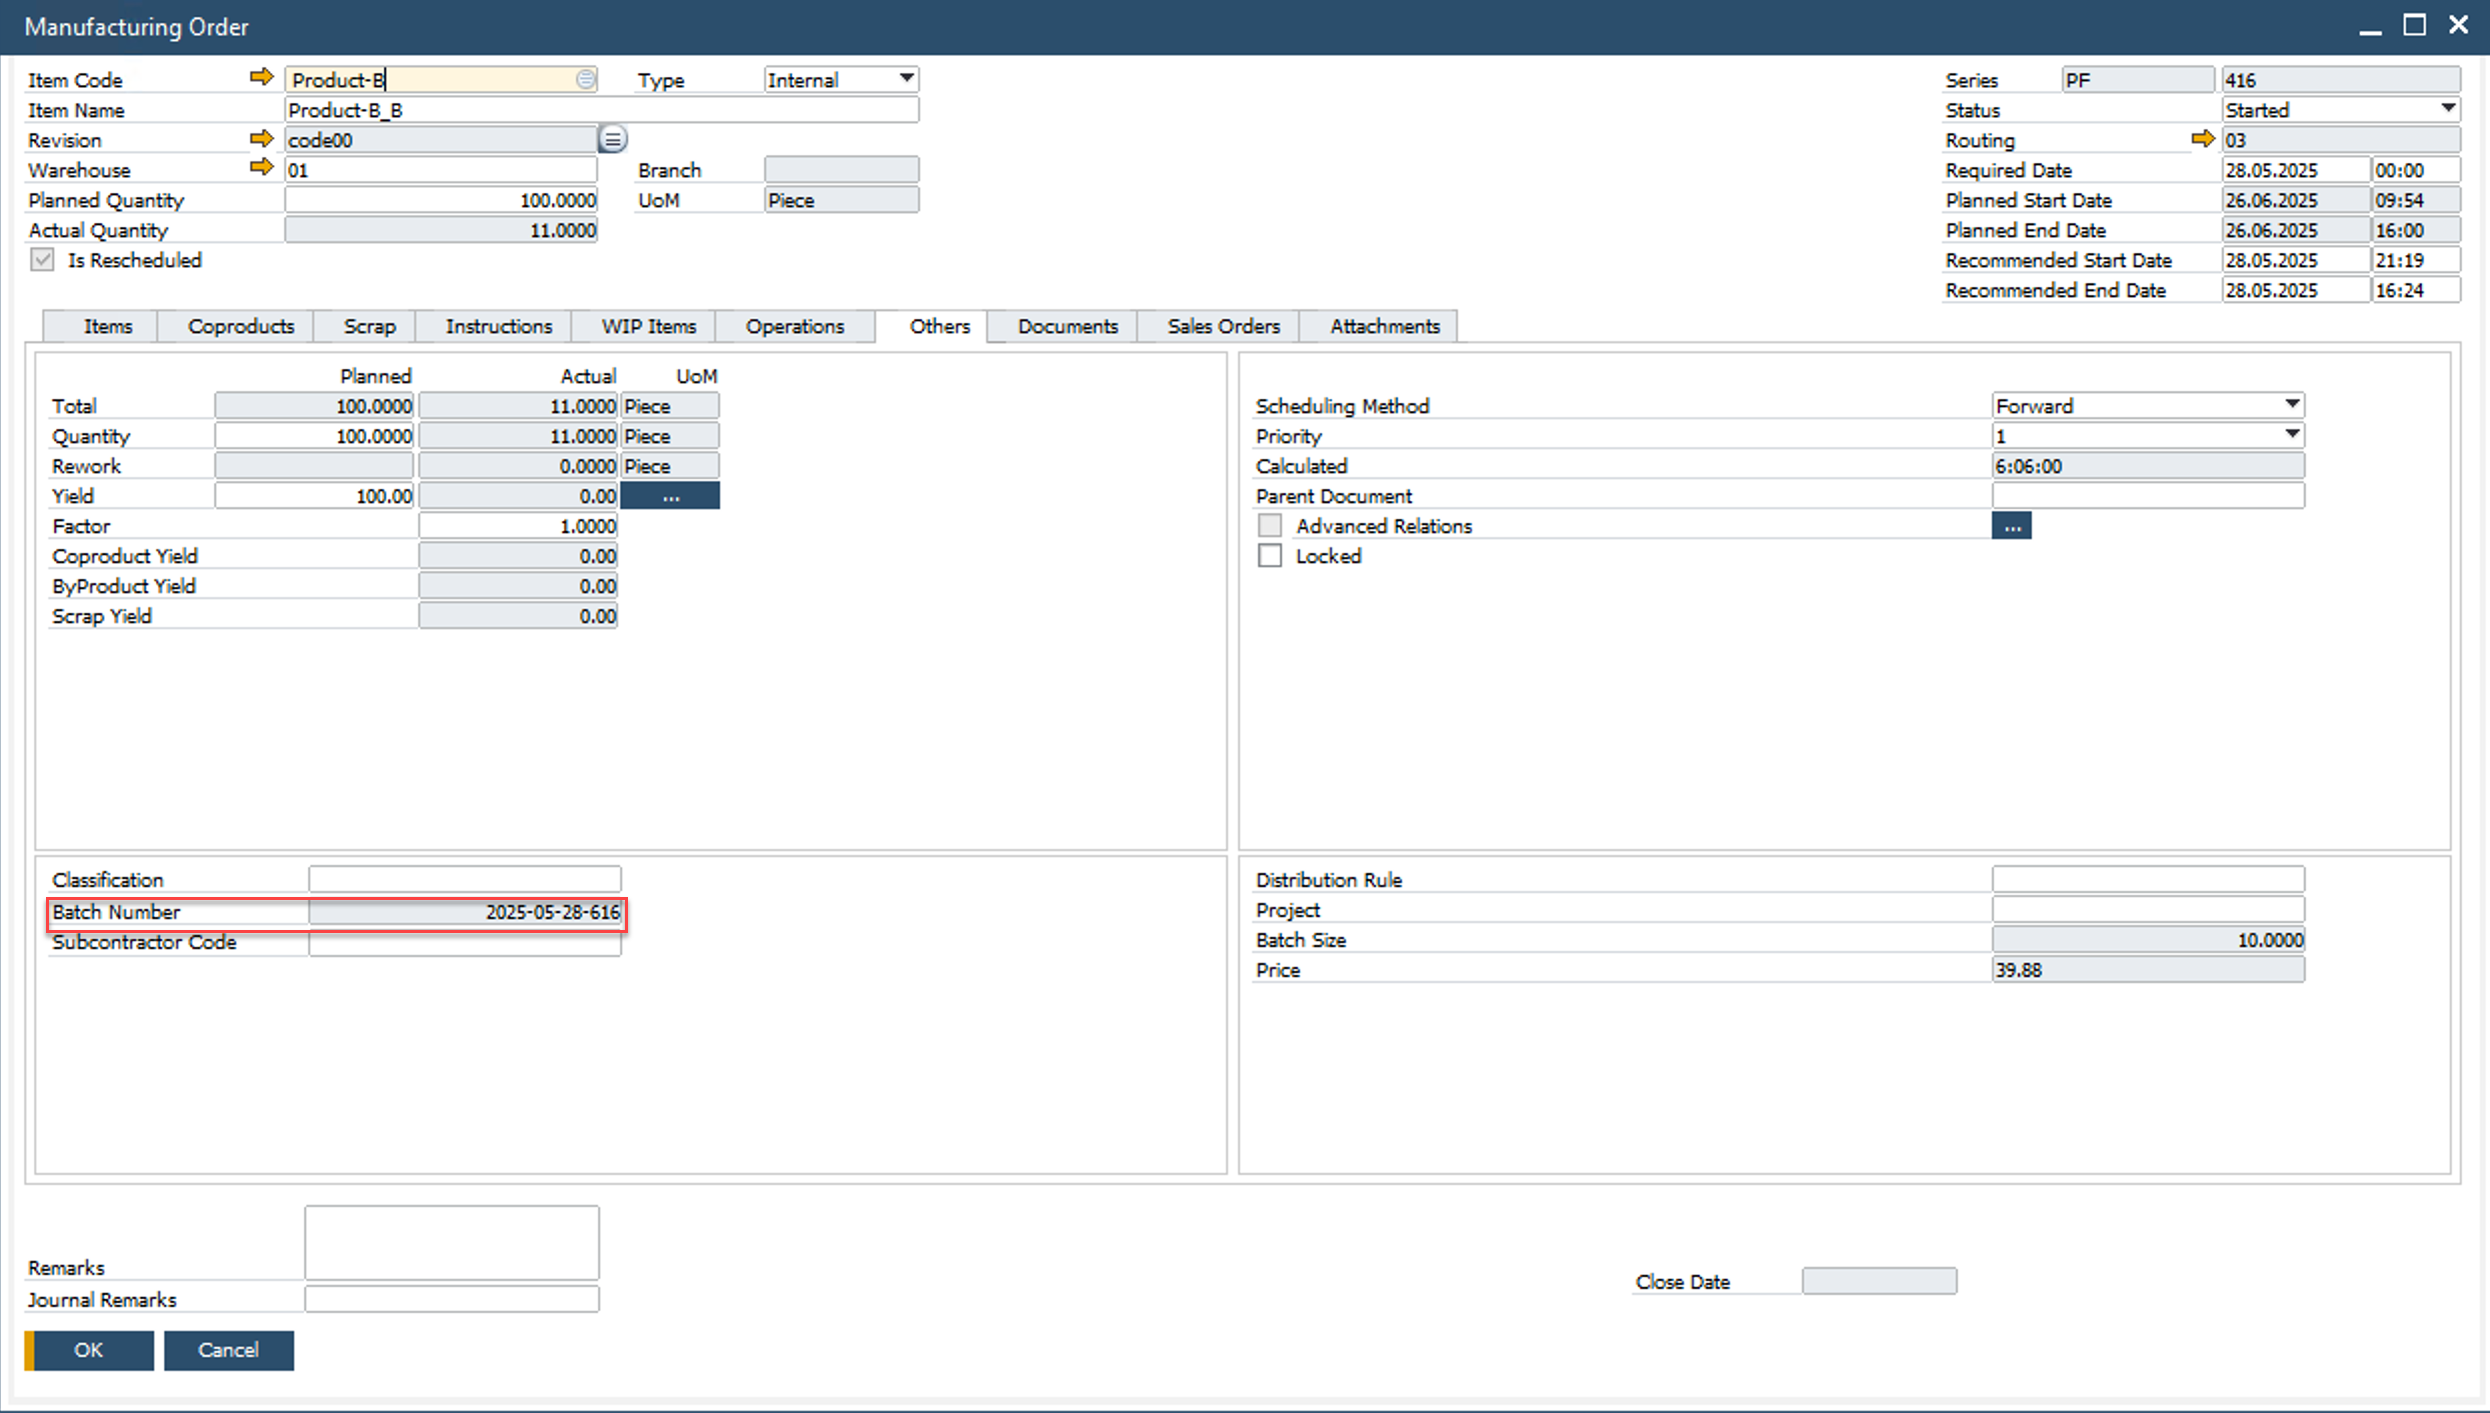 Manufacturing Order
Item Code Product-B Type Internal Series PF 416
Item Name Product-B_B Status Started
Revision code00 Routing 03
Warehouse 01 Branch Required Date 28.05.2025 00:00
Planned Quantity 100.0000 UoM Piece Planned Start Date 26.06.2025 09:54
Actual Quantity 11.0000 Planned End Date 26.06.2025 16:00
Is Rescheduled Recommended Start Date 28.05.2025 21:19
Recommended End Date 28.05.2025 16:24
Items Coproducts Scrap Instructions WIP Items Operations Others Documents Sales Orders Attachments
Planned Actual UoM
Total 100.0000 11.0000 Piece
Quantity 100.0000 11.0000 Piece
Rework 0.0000 Piece
Yield 100.00 0.00 ...
Factor 1.0000
Coproduct Yield 0.00
ByProduct Yield 0.00
Scrap Yield 0.00
Scheduling Method Forward
Priority 1
Calculated 6:06:00
Parent Document
Advanced Relations ...
Locked
Classification
Batch Number 2025-05-28-616
Subcontractor Code
Distribution Rule
Project
Batch Size 10.0000
Price 39.88
Remarks
Journal Remarks
Close Date
OK Cancel